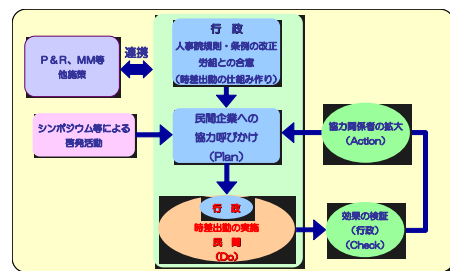 行 政
人事院規則・条例の改正
労組との合意
(時差出勤の仕組み作り)
P&R、MM等
他施策
連携
シンポジウム等による
啓発活動
民間企業への
協力呼びかけ
(Plan)
協力関係者の拡大
(Action)
行 政
時差出勤の実施
民 間
(Do)
効果の検証
(行政)
(Check)